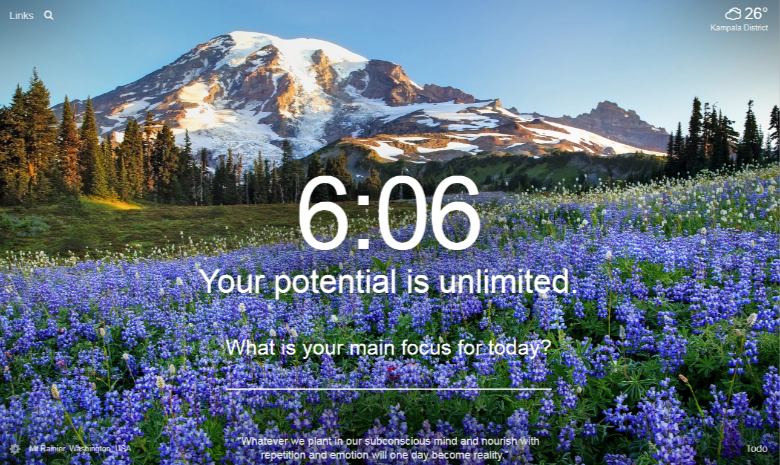 Links
26°
Kampala District
6:06
Your potential is unlimited.
What is your main focus for today?
Mt Rainier, Washington, USA
"Whatever we plant in our subconscious mind and nourish with
repetition and emotion will one day become reality."
Todo